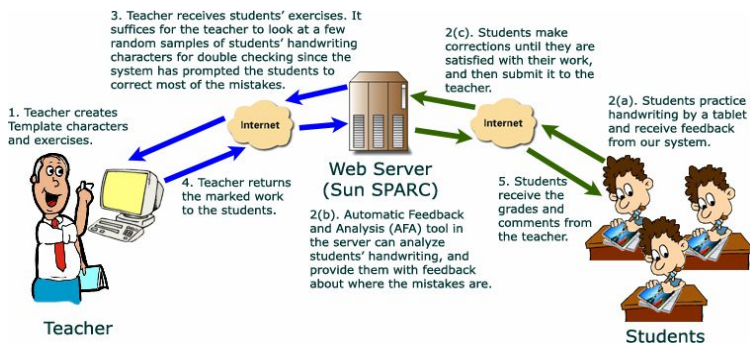 3. Teacher receives students' exercises. It
suffices for the teacher to look at a few
random samples of students' handwriting
characters for double checking since the
system has prompted the students to
correct most of the mistakes.
2(c). Students make
corrections until they are
satisfied with their work,
and then submit it to the
teacher.
1. Teacher creates
Template characters
and exercises.
Internet
Internet
2(a). Students practice
handwriting by a tablet
and receive feedback
from our system.
Web Server
(Sun SPARC)
4. Teacher returns
the marked work
to the students.
5. Students
receive the
grades and
comments from
the teacher.
2(b). Automatic Feedback
and Analysis (AFA) tool in
the server can analyze
students' handwriting, and
provide them with feedback
about where the mistakes are.
Teacher
Students